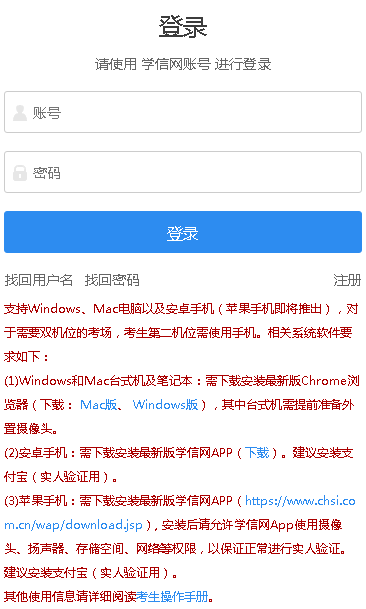 登录
请使用 学信网账号 进行登录
账号
密码
登录
找回用户名 找回密码 注册
支持Windows、Mac电脑以及安卓手机（苹果手机即将推出），对
于需要双机位的考场，考生第二机位需使用手机。相关系统软件要
求如下：
(1)Windows和Mac台式机及笔记本：需下载安装最新版Chrome浏
览器（下载： Mac版、 Windows版），其中台式机需提前准备外
置摄像头。
(2)安卓手机：需下载安装最新版学信网APP（下载）。建议安装支
付宝（实人验证用）。
(3)苹果手机：需下载安装最新版学信网APP（https://www.chsi.co
m.cn/wap/download.jsp），安装后请允许学信网App使用摄像
头、扬声器、存储空间、网络等权限，以保证正常进行实人验证。
建议安装支付宝（实人验证用）。
其他使用信息请详细阅读考生操作手册。